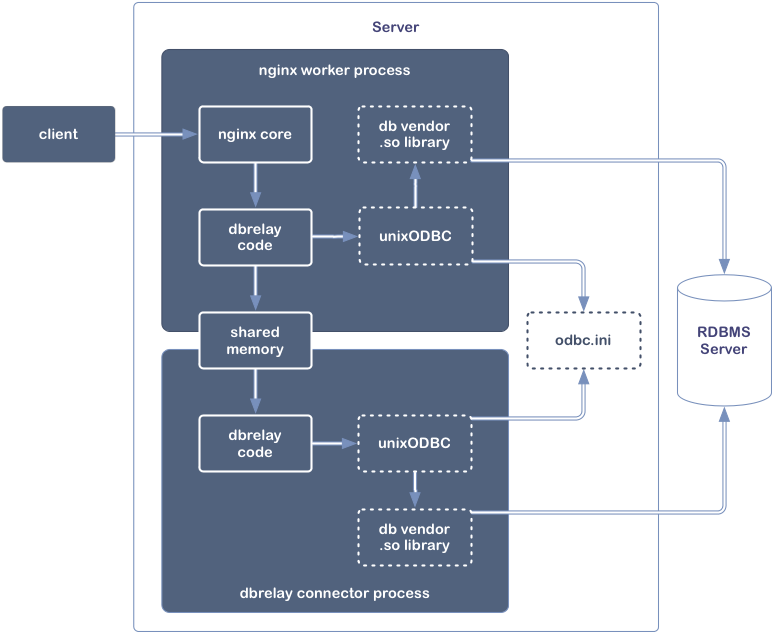 Server
nginx worker process
client
nginx core
db vendor
.so library
dbrelay
code
unixODBC
shared
memory
odbc.ini
RDBMS
Server
dbrelay
code
unixODBC
db vendor
.so library
dbrelay connector process